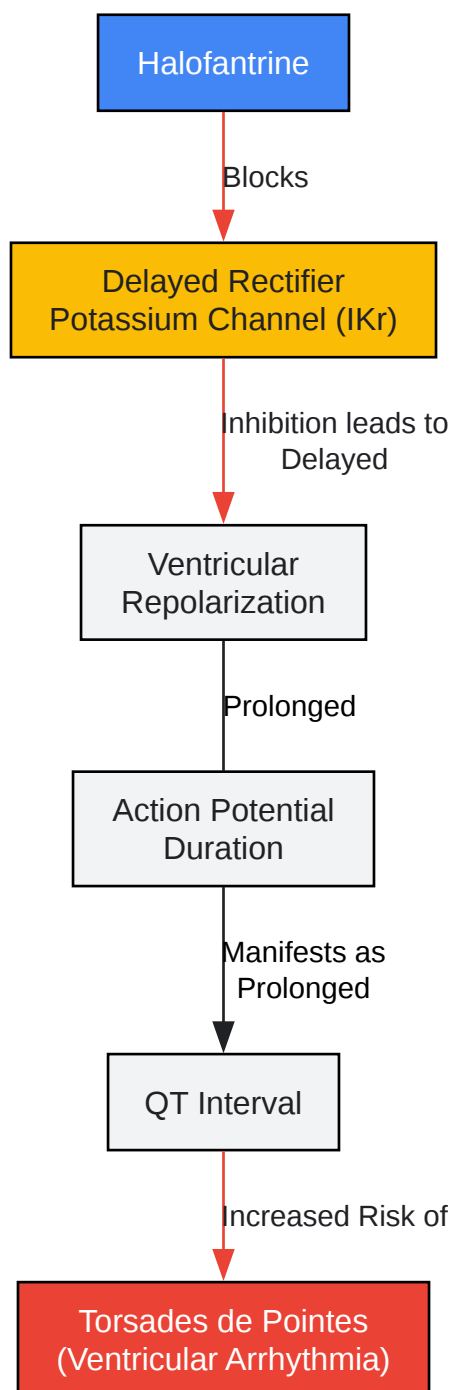 Halofantrine
Blocks
Delayed Rectifier
Potassium Channel (IKr)
Inhibition leads to
Delayed
Ventricular
Repolarization
Prolonged
Action Potential
Duration
Manifests as
Prolonged
QT Interval
Increased Risk of
Torsades de Pointes
(Ventricular Arrhythmia)